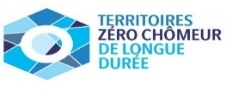 TERRITOIRES
ZÉRO CHÔMEUR
DE LONGUE
DURÉE